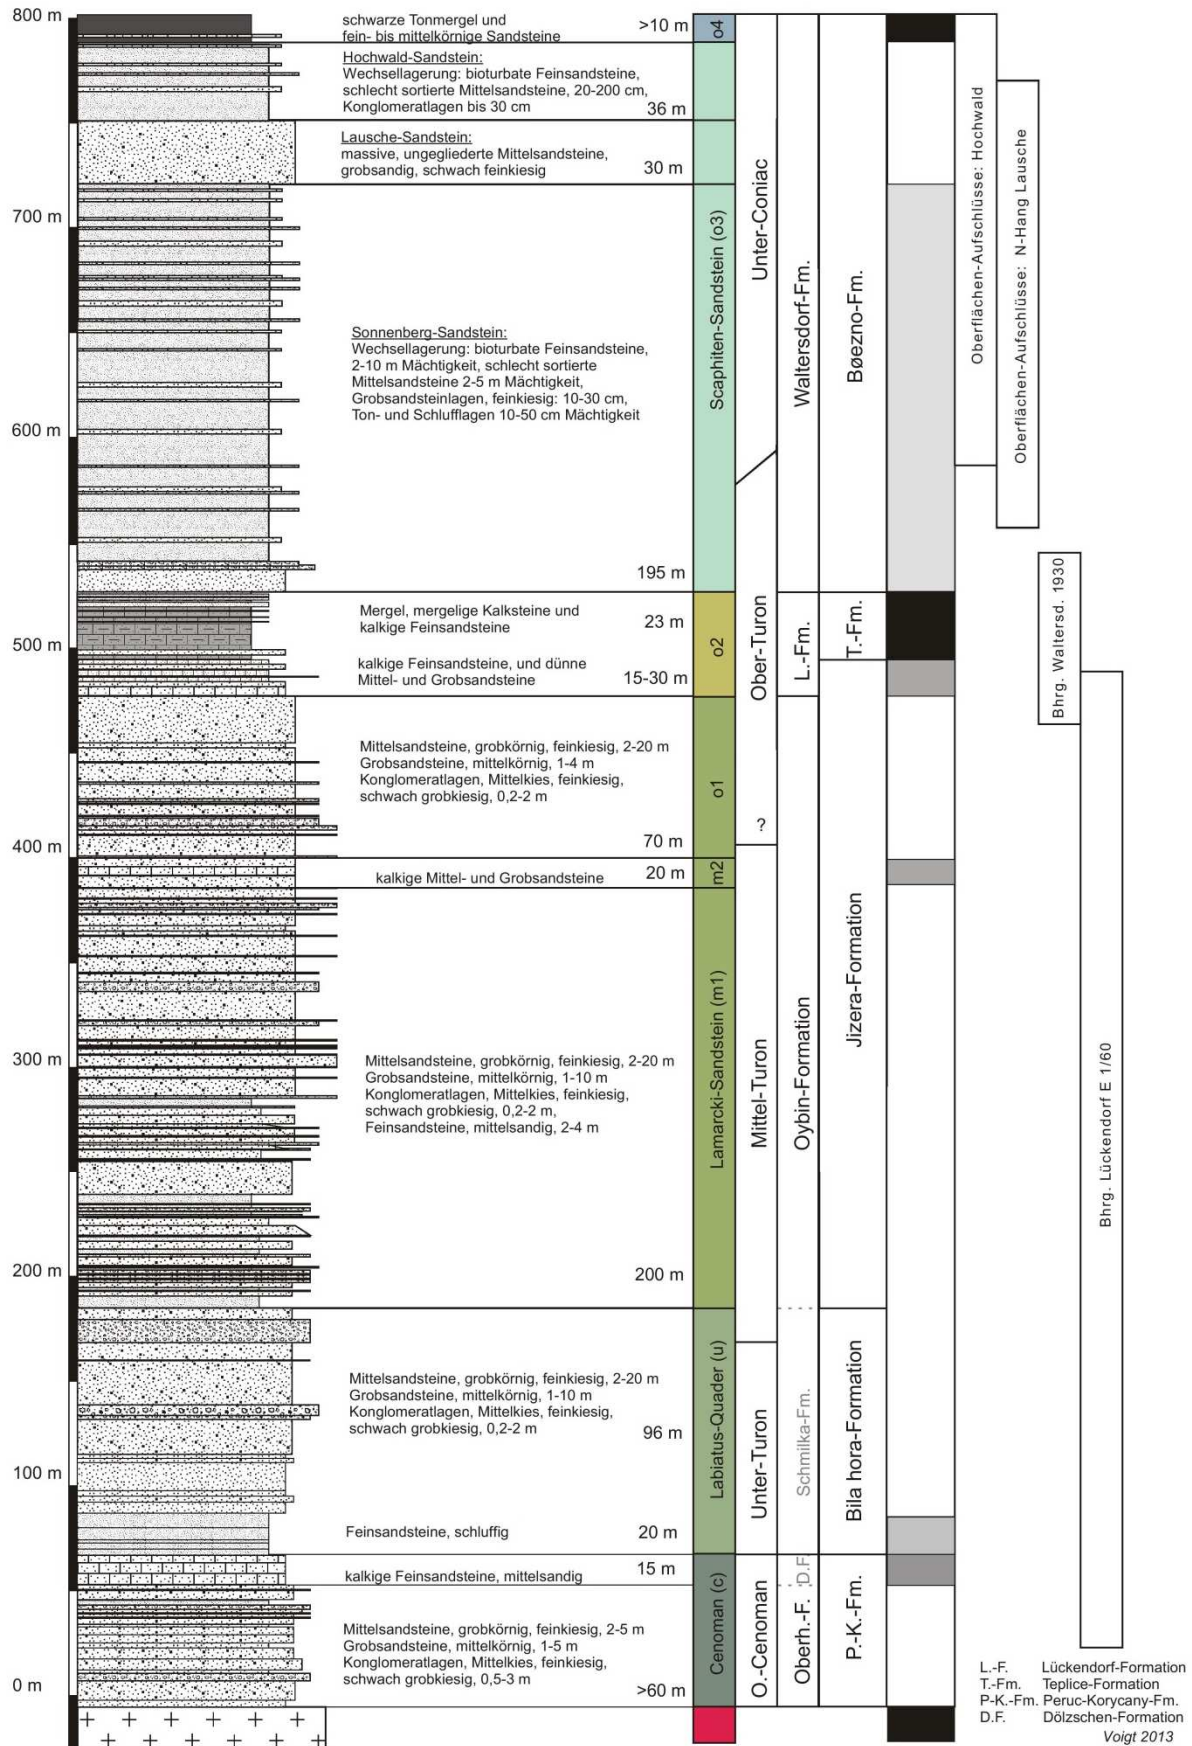 800 m
schwarze Tonmergel und
fein- bis mittelkörnige Sandsteine
>10 m
o4
Hochwald-Sandstein:
Wechsellagerung: bioturbate Feinsandsteine,
schlecht sortierte Mittelsandsteine, 20-200 cm,
Konglomeratlagen bis 30 cm
36 m
Lausche-Sandstein:
massive, ungegliederte Mittelsandsteine,
grobsandig, schwach feinkiesig
30 m
700 m
Sonnenberg-Sandstein:
Wechsellagerung: bioturbate Feinsandsteine,
2-10 m Mächtigkeit, schlecht sortierte
Mittelsandsteine 2-5 m Mächtigkeit,
Grobsandsteinlagen, feinkiesig: 10-30 cm,
Ton- und Schlufflagen 10-50 cm Mächtigkeit
600 m
195 m
Scaphiten-Sandstein (o3)
Unter-Coniac
Waltersdorf-Fm.
Bøezno-Fm.
Oberflächen-Aufschlüsse: Hochwald
Oberflächen-Aufschlüsse: N-Hang Lausche
Mergel, mergelige Kalksteine und
kalkige Feinsandsteine
23 m
500 m
kalkige Feinsandsteine, und dünne
Mittel- und Grobsandsteine
15-30 m
o2
Ober-Turon
L.-Fm.
T.-Fm.
Bhrg. Waltersd. 1930
Mittelsandsteine, grobkörnig, feinkiesig, 2-20 m
Grobsandsteine, mittelkörnig, 1-4 m
Konglomeratlagen, Mittelkies, feinkiesig,
schwach grobkiesig, 0,2-2 m
70 m
o1
?
400 m
kalkige Mittel- und Grobsandsteine
20 m
m2
300 m
Mittelsandsteine, grobkörnig, feinkiesig, 2-20 m
Grobsandsteine, mittelkörnig, 1-10 m
Konglomeratlagen, Mittelkies, feinkiesig,
schwach grobkiesig, 0,2-2 m,
Feinsandsteine, mittelsandig, 2-4 m
200 m
200 m
Lamarcki-Sandstein (m1)
Mittel-Turon
Oybin-Formation
Jizera-Formation
Bhrg. Lückendorf E 1/60
Mittelsandsteine, grobkörnig, feinkiesig, 2-20 m
Grobsandsteine, mittelkörnig, 1-10 m
Konglomeratlagen, Mittelkies, feinkiesig,
schwach grobkiesig, 0,2-2 m
96 m
100 m
Feinsandsteine, schluffig
20 m
Labiatus-Quader (u)
Unter-Turon
Schmilka-Fm.
Bila hora-Formation
kalkige Feinsandsteine, mittelsandig
15 m
D.F.
Mittelsandsteine, grobkörnig, feinkiesig, 2-5 m
Grobsandsteine, mittelkörnig, 1-5 m
Konglomeratlagen, Mittelkies, feinkiesig,
schwach grobkiesig, 0,5-3 m
0 m
>60 m
Cenoman (c)
O.-Cenoman
Oberh.-F.
P.-K.-Fm.
L.-F. Lückendorf-Formation
T.-Fm. Teplice-Formation
P-K.-Fm. Peruc-Korycany-Fm.
D.F. Dölzschen-Formation
Voigt 2013